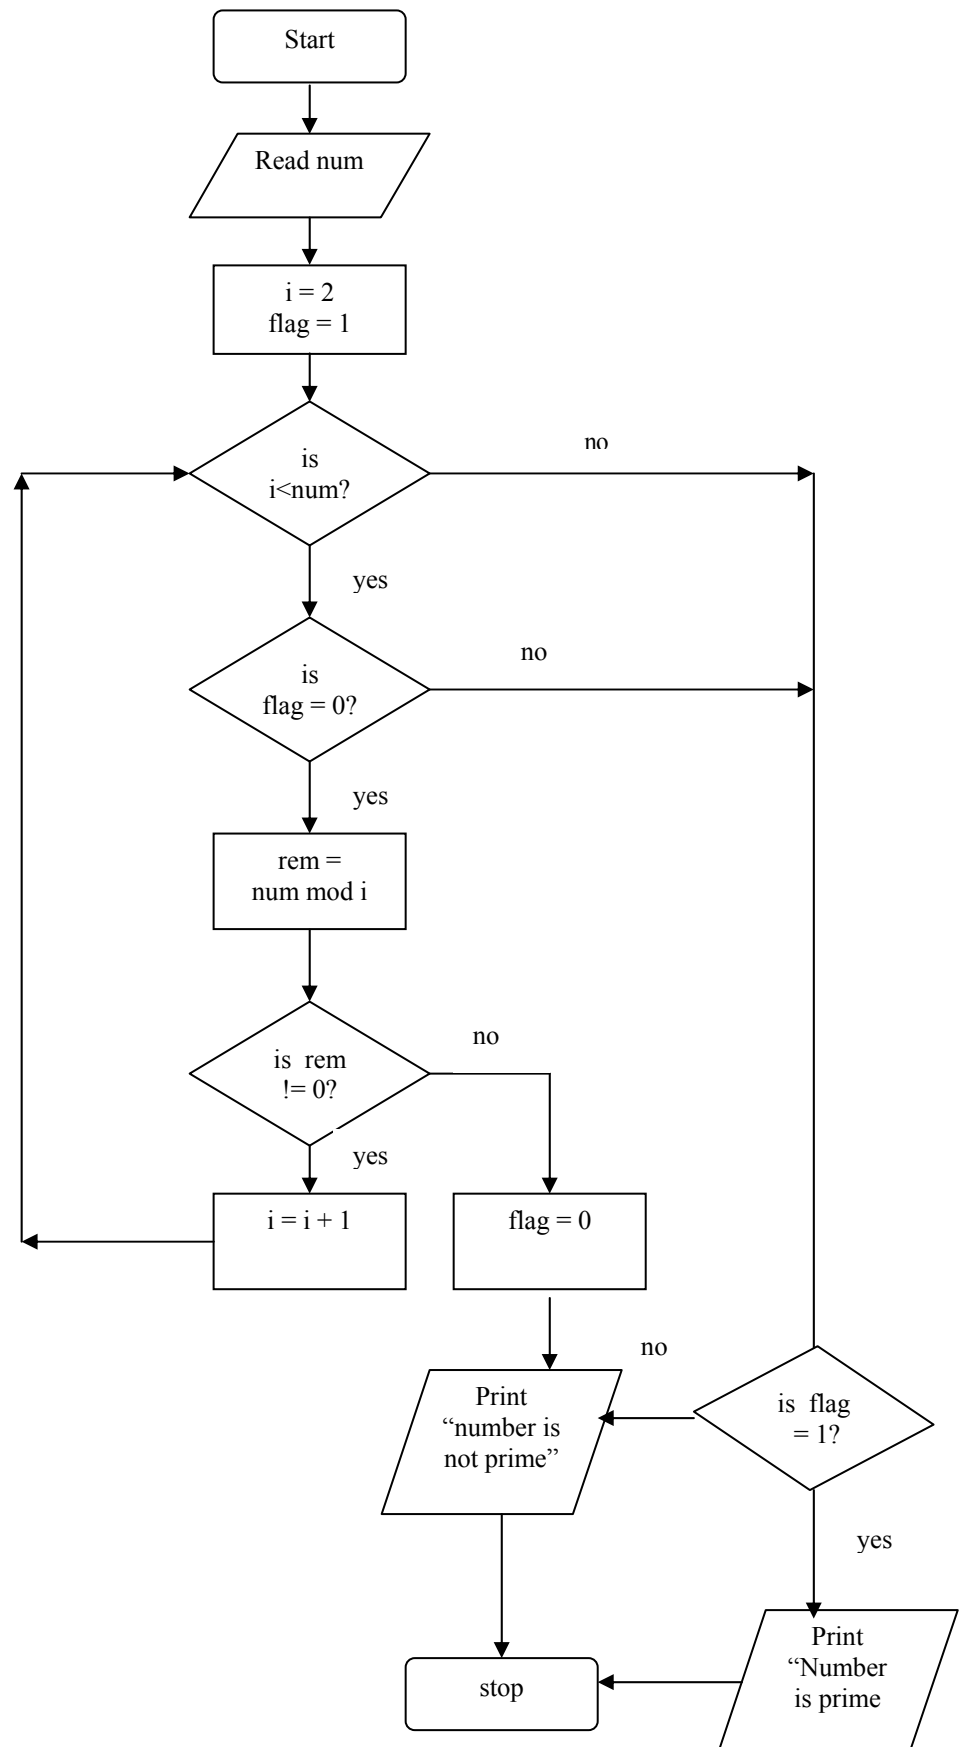 Start
Read num
i = 2
flag = 1
is
i<num?
no
yes
is
flag = 0?
no
yes
rem =
num mod i
is rem
!= 0?
no
yes
i = i + 1
flag = 0
no
Print
“number is
not prime”
is flag
= 1?
yes
Print
“Number
is prime
stop